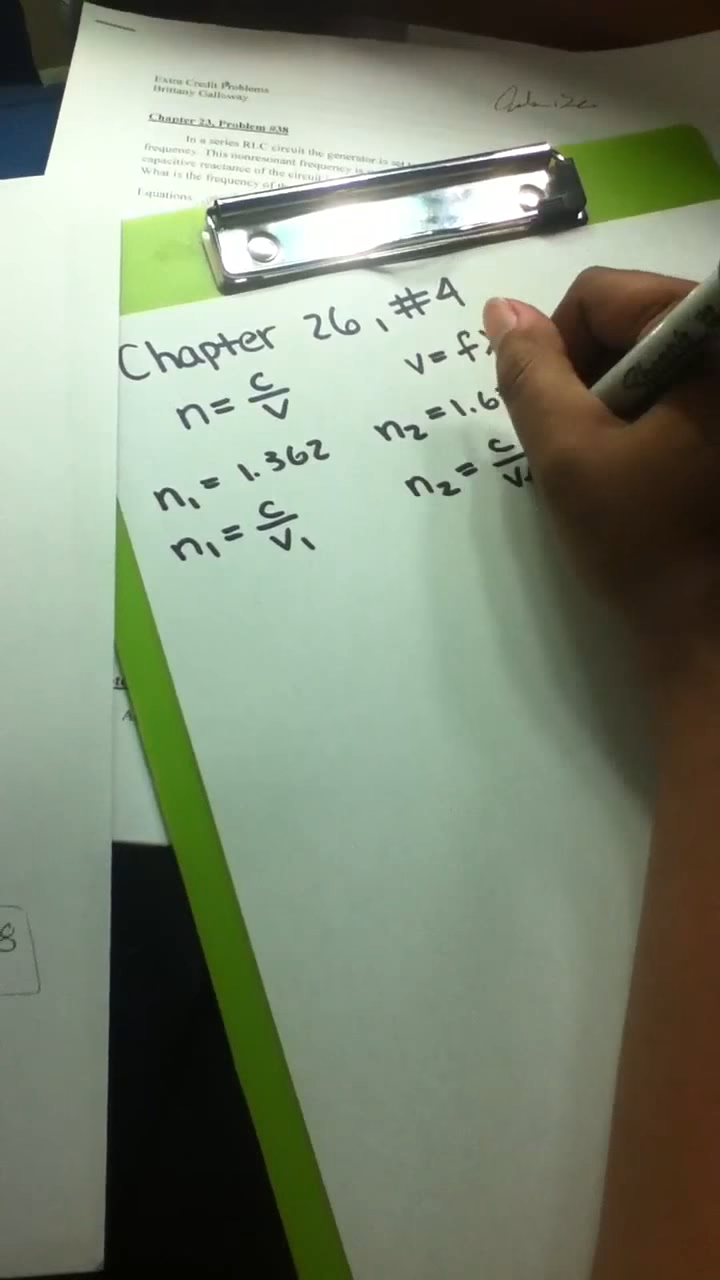 Extra Credit Problems
Brittany Galloway
Chapter 23, Problem #38
In a series RLC circuit the generator is set
frequency. This nonresonant frequency is
capacitive reactance of the circuit
What is the frequency of
Equations:
Chapter 26, #4
n = c/v
v = f
n₁ = 1.362
n₂ = 1.6
n₁ = c/v₁
n₂ = c/v
8